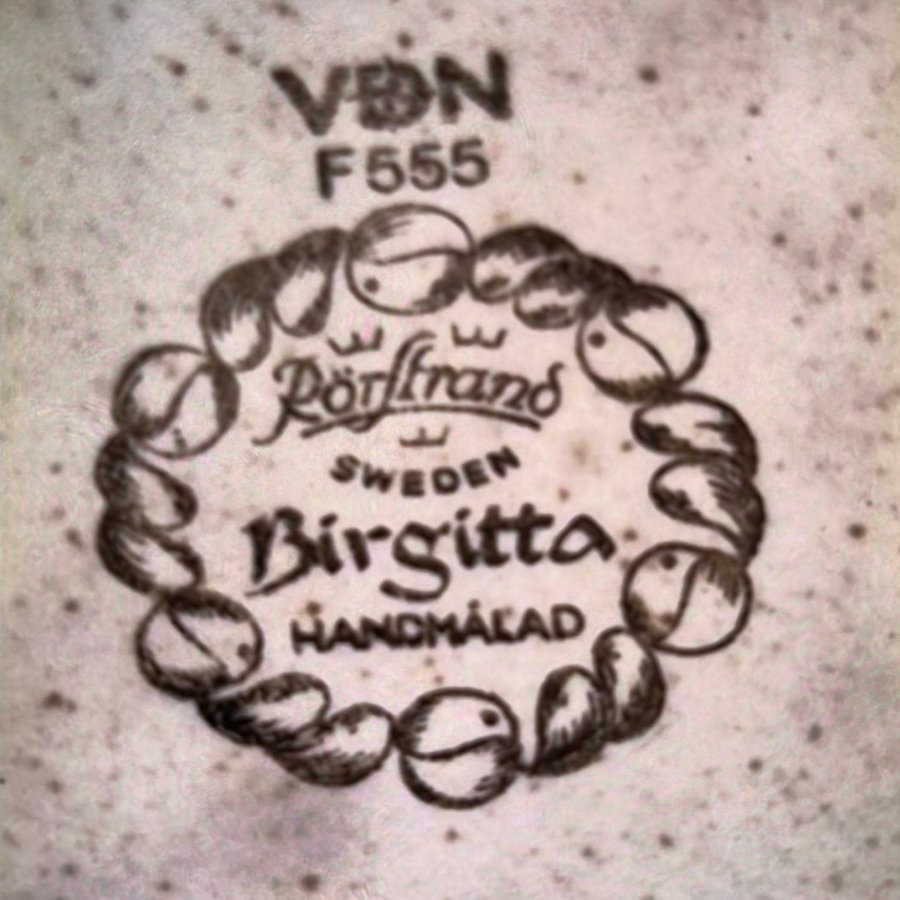 VDN
F555
Rörstrand
SWEDEN
Birgitta
HANDMÅLAD